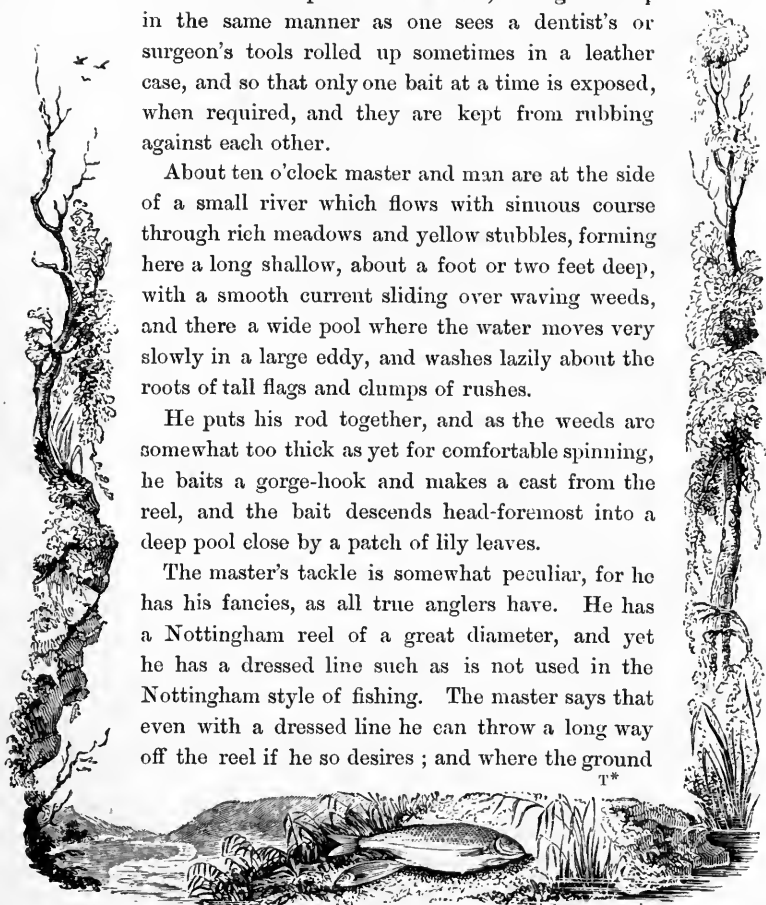 in the same manner as one sees a dentist's or
surgeon's tools rolled up sometimes in a leather
case, and so that only one bait at a time is exposed,
when required, and they are kept from rubbing
against each other.
About ten o'clock master and man are at the side
of a small river which flows with sinuous course
through rich meadows and yellow stubbles, forming
here a long shallow, about a foot or two feet deep,
with a smooth current sliding over waving weeds,
and there a wide pool where the water moves very
slowly in a large eddy, and washes lazily about the
roots of tall flags and clumps of rushes.
He puts his rod together, and as the weeds are
somewhat too thick as yet for comfortable spinning,
he baits a gorge-hook and makes a cast from the
reel, and the bait descends head-foremost into a
deep pool close by a patch of lily leaves.
The master's tackle is somewhat peculiar, for he
has his fancies, as all true anglers have. He has
a Nottingham reel of a great diameter, and yet
he has a dressed line such as is not used in the
Nottingham style of fishing. The master says that
even with a dressed line he can throw a long way
off the reel if he so desires ; and where the ground
T*